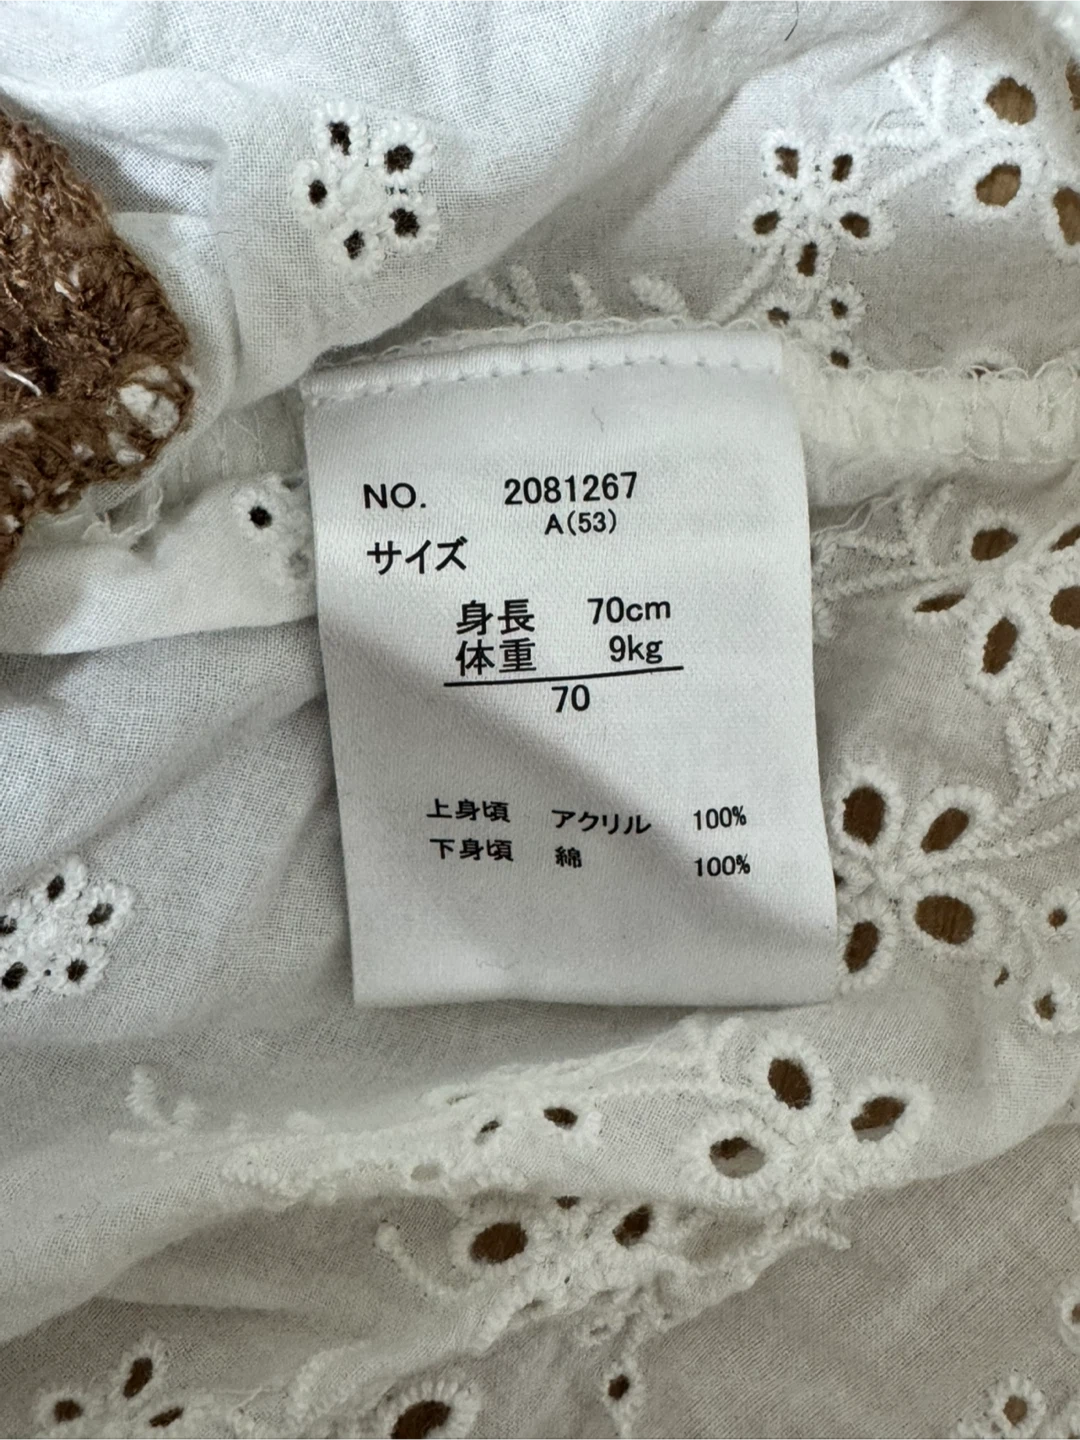 NO. 2081267
A(53)
サイズ
身長 70cm
体重 9kg
70
上身頃 アクリル 100%
下身頃 綿 100%